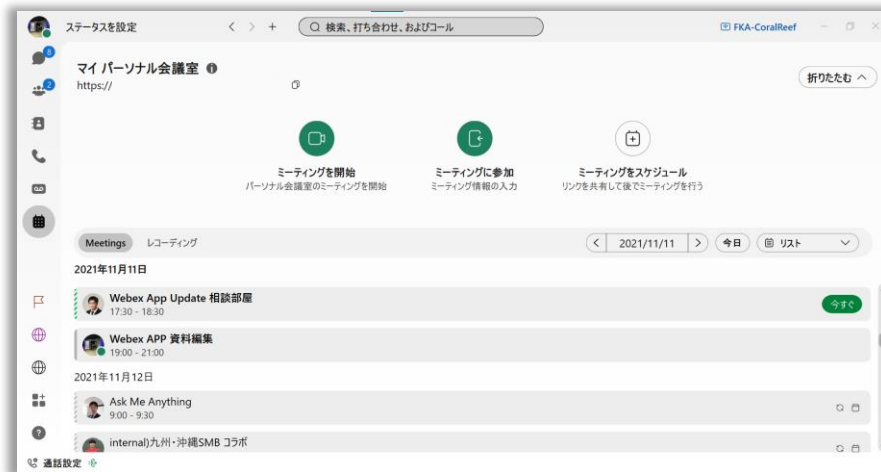 ステータスを設定
検索、打ち合わせ、およびコール
FKA-CoralReef
8
マイ パーソナル会議室
https://
折りたたむ
2
ミーティングを開始
パーソナル会議室のミーティングを開始
ミーティングに参加
ミーティング情報の入力
ミーティングをスケジュール
リンクを共有して後でミーティングを行う
Meetings レコーディング
2021/11/11 今日 リスト
2021年11月11日
Webex App Update 相談部屋
17:30 - 18:30
今すぐ
Webex APP 資料編集
19:00 - 21:00
2021年11月12日
Ask Me Anything
9:00 - 9:30
internal)九州・沖縄SMB コラボ
通話設定